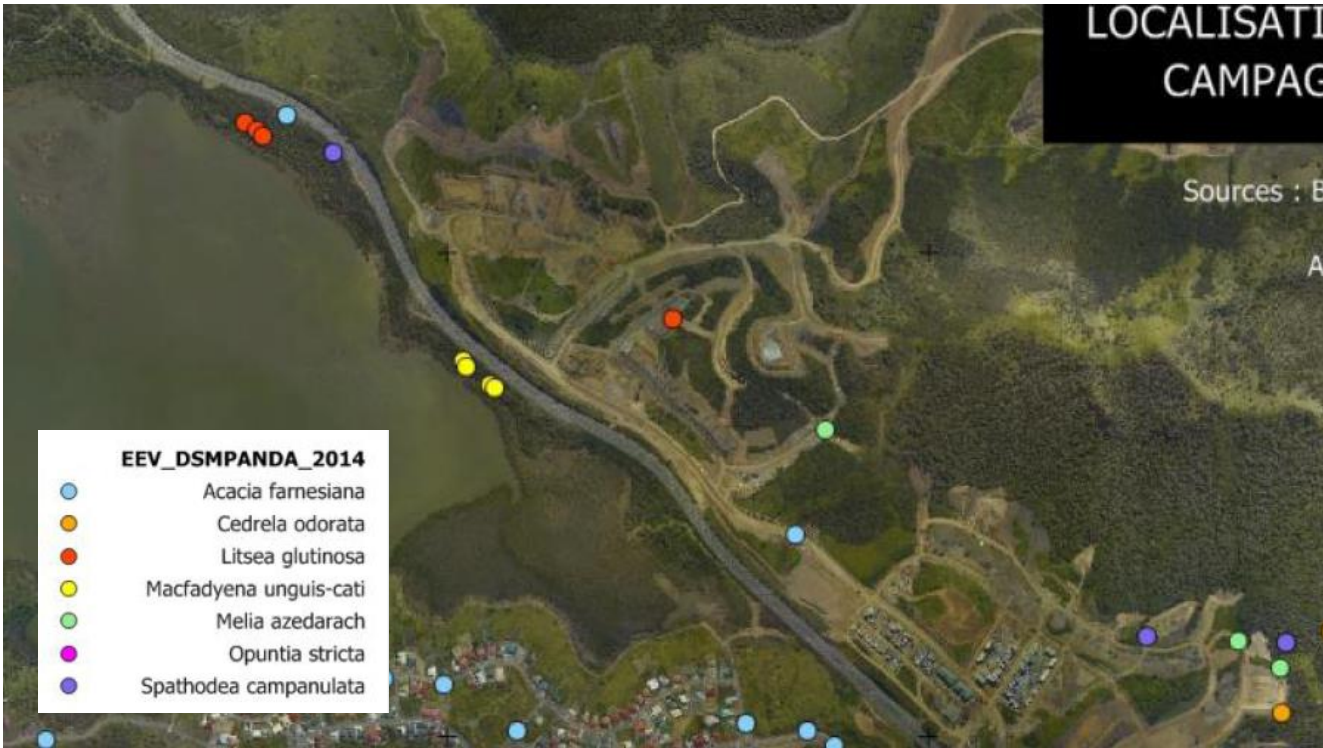 LOCALISATI
CAMPAG
Sources : B
A
EEV_DSMPANDA_2014
Acacia farnesiana
Cedrela odorata
Litsea glutinosa
Macfadyena unguis-cati
Melia azedarach
Opuntia stricta
Spathodea campanulata